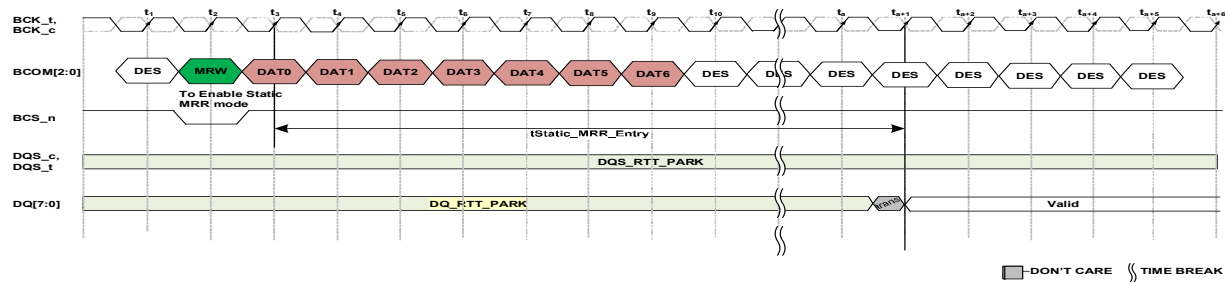 BCK_t,
BCK_c
t1 t2 t3 t4 t5 t6 t7 t8 t9 t10 ta ta+1 ta+2 ta+3 ta+4 ta+5 ta+6
BCOM[2:0] DES MRW DAT0 DAT1 DAT2 DAT3 DAT4 DAT5 DAT6 DES DES DES DES DES DES DES DES
To Enable Static
MRR mode
BCS_n
tStatic_MRR_Entry
DQS_c,
DQS_t
DQS_RTT_PARK
DQ[7:0] DQ_RTT_PARK trans Valid
DON'T CARE TIME BREAK